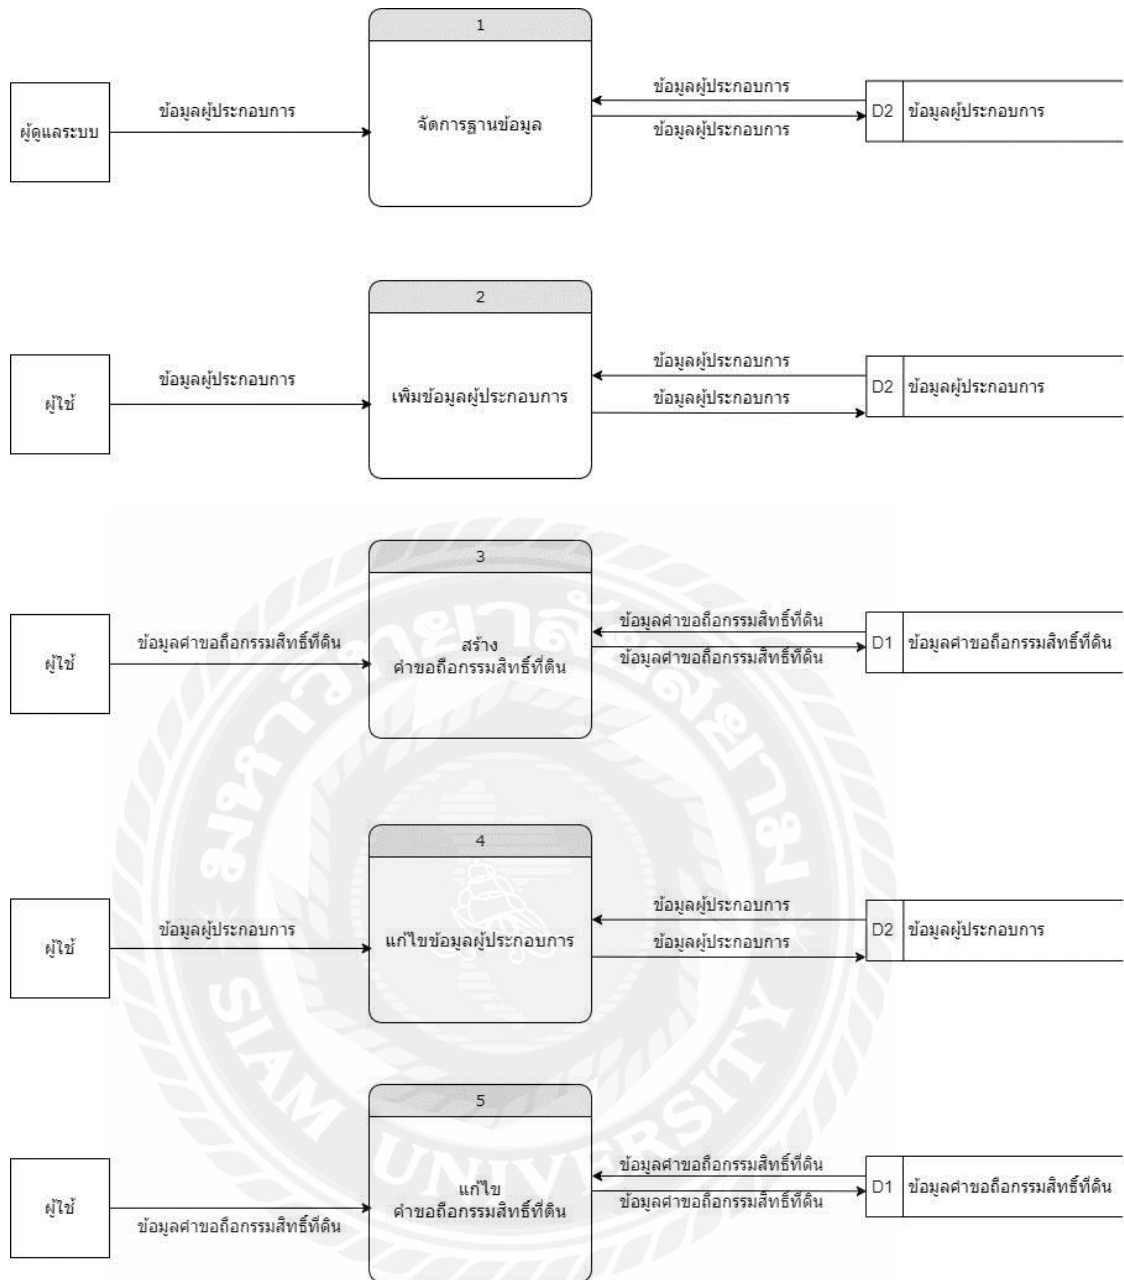 1
ผู้ดูแลระบบ
ข้อมูลผู้ประกอบการ
จัดการฐานข้อมูล
ข้อมูลผู้ประกอบการ
ข้อมูลผู้ประกอบการ
D2
ข้อมูลผู้ประกอบการ
2
ผู้ใช้
ข้อมูลผู้ประกอบการ
เพิ่มข้อมูลผู้ประกอบการ
ข้อมูลผู้ประกอบการ
ข้อมูลผู้ประกอบการ
D2
ข้อมูลผู้ประกอบการ
3
ผู้ใช้
ข้อมูลคำขอถือกรรมสิทธิ์ที่ดิน
สร้าง
คำขอถือกรรมสิทธิ์ที่ดิน
ข้อมูลคำขอถือกรรมสิทธิ์ที่ดิน
ข้อมูลคำขอถือกรรมสิทธิ์ที่ดิน
D1
ข้อมูลคำขอถือกรรมสิทธิ์ที่ดิน
4
ผู้ใช้
ข้อมูลผู้ประกอบการ
แก้ไขข้อมูลผู้ประกอบการ
ข้อมูลผู้ประกอบการ
ข้อมูลผู้ประกอบการ
D2
ข้อมูลผู้ประกอบการ
5
ผู้ใช้
ข้อมูลคำขอถือกรรมสิทธิ์ที่ดิน
แก้ไข
คำขอถือกรรมสิทธิ์ที่ดิน
ข้อมูลคำขอถือกรรมสิทธิ์ที่ดิน
ข้อมูลคำขอถือกรรมสิทธิ์ที่ดิน
D1
ข้อมูลคำขอถือกรรมสิทธิ์ที่ดิน
มหาวิทยาลัยสยาม
SIAM UNIVERSITY